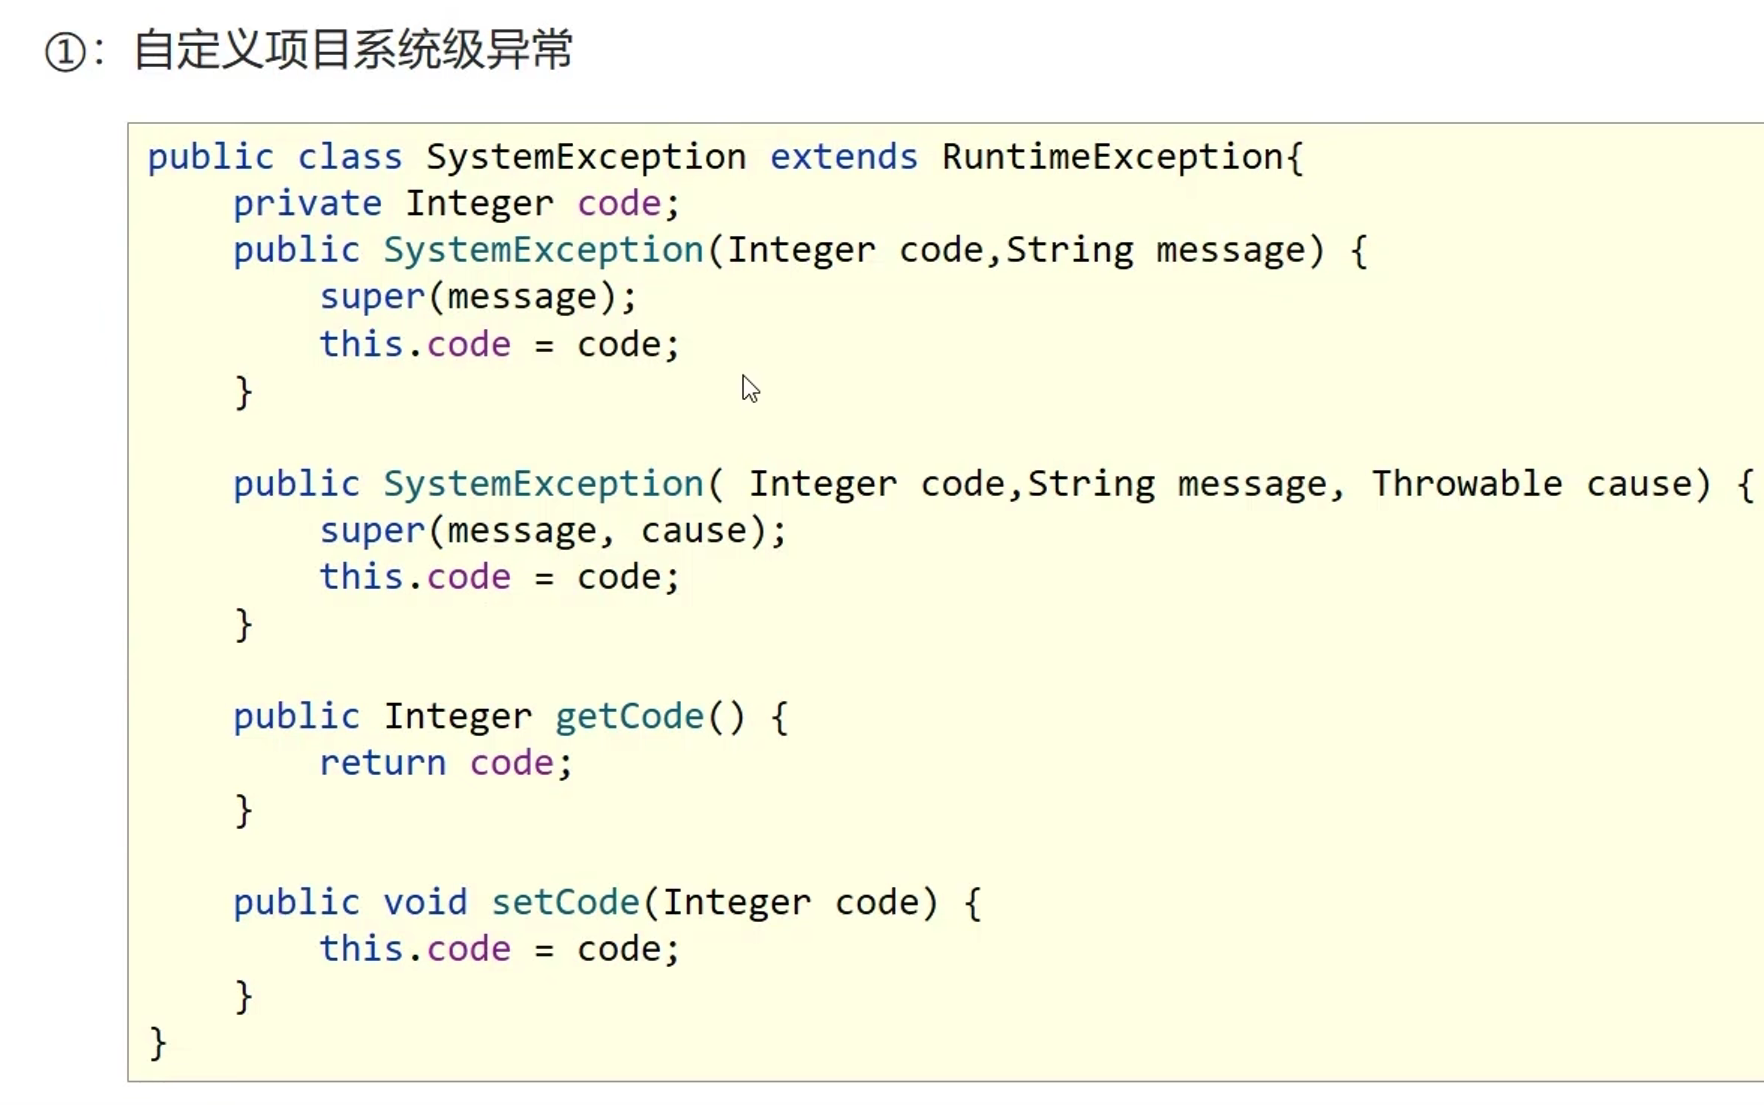 ①：自定义项目系统级异常
public class SystemException extends RuntimeException{
    private Integer code;
    public SystemException(Integer code,String message) {
        super(message);
        this.code = code;
    }
    public SystemException( Integer code,String message, Throwable cause) {
        super(message, cause);
        this.code = code;
    }
    public Integer getCode() {
        return code;
    }
    public void setCode(Integer code) {
        this.code = code;
    }
}